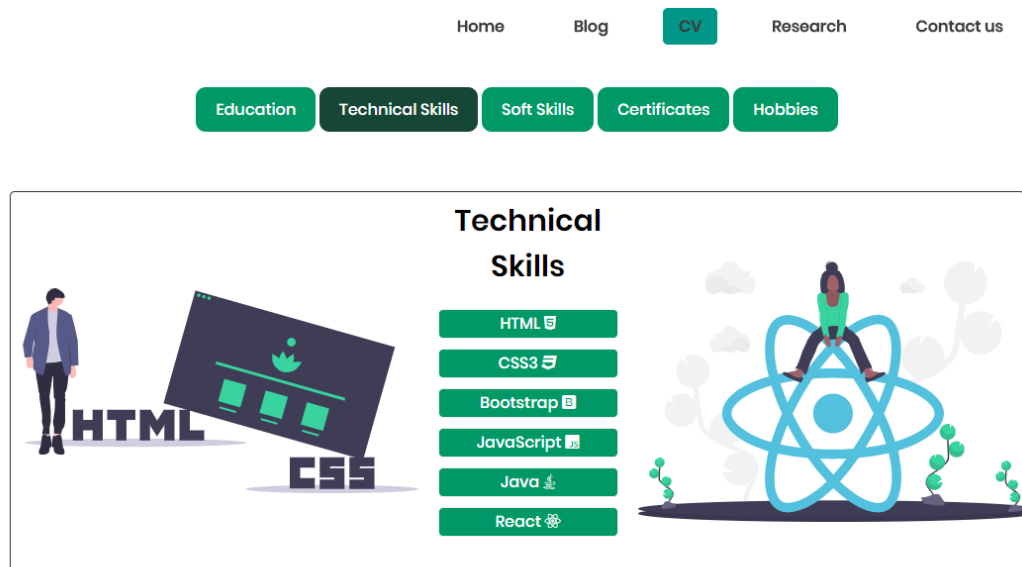 Home Blog CV Research Contact us
Education Technical Skills Soft Skills Certificates Hobbies
Technical
Skills
HTML
CSS3
Bootstrap B
JavaScript JS
Java
React
HTML
CSS